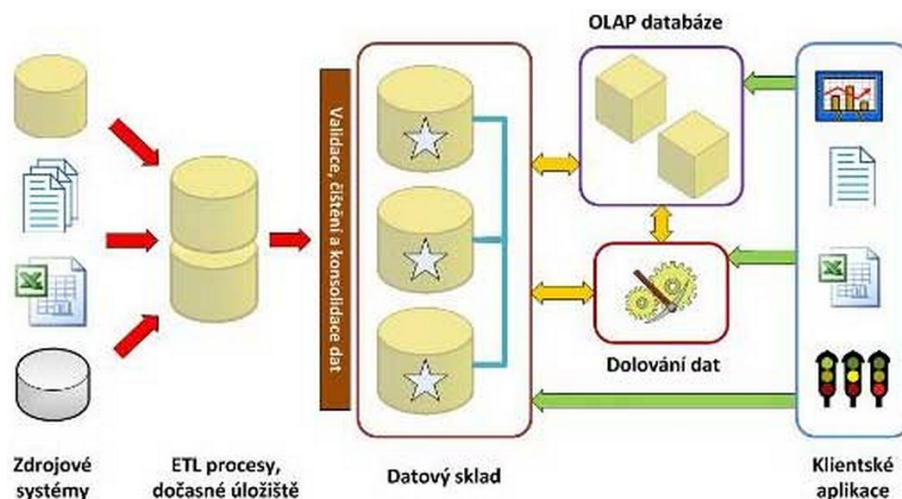 OLAP databáze
Validace, čištění a konsolidace dat
Dolování dat
Zdrojové
systémy
ETL procesy,
dočasné úložiště
Datový sklad
Klientské
aplikace